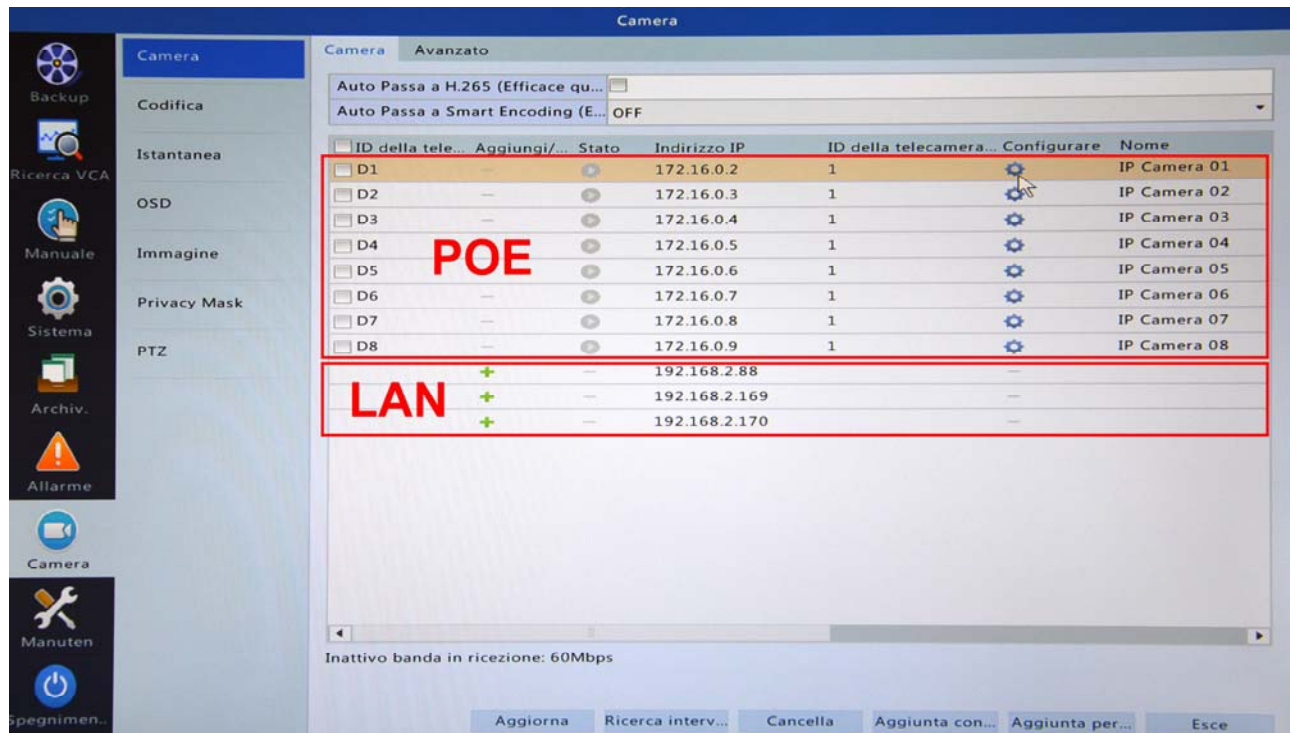 Camera
Backup
Ricerca VCA
Manuale
Sistema
Archiv.
Allarme
Camera
Manuten
Spegnimen..
Camera
Codifica
Istantanea
OSD
Immagine
Privacy Mask
PTZ
Camera Avanzato
Auto Passa a H.265 (Efficace qu...
Auto Passa a Smart Encoding (E... OFF
ID della tele... Aggiungi/... Stato Indirizzo IP ID della telecamera... Configurare Nome
D1 — 172.16.0.2 1 IP Camera 01
D2 — 172.16.0.3 1 IP Camera 02
D3 — 172.16.0.4 1 IP Camera 03
D4 172.16.0.5 1 IP Camera 04
D5 172.16.0.6 1 IP Camera 05
D6 — 172.16.0.7 1 IP Camera 06
D7 — 172.16.0.8 1 IP Camera 07
D8 — 172.16.0.9 1 IP Camera 08
POE
+ — 192.168.2.88 —
+ — 192.168.2.169 —
+ — 192.168.2.170 —
LAN
Inattivo banda in ricezione: 60Mbps
Aggiorna Ricerca interv... Cancella Aggiunta con... Aggiunta per... Esce